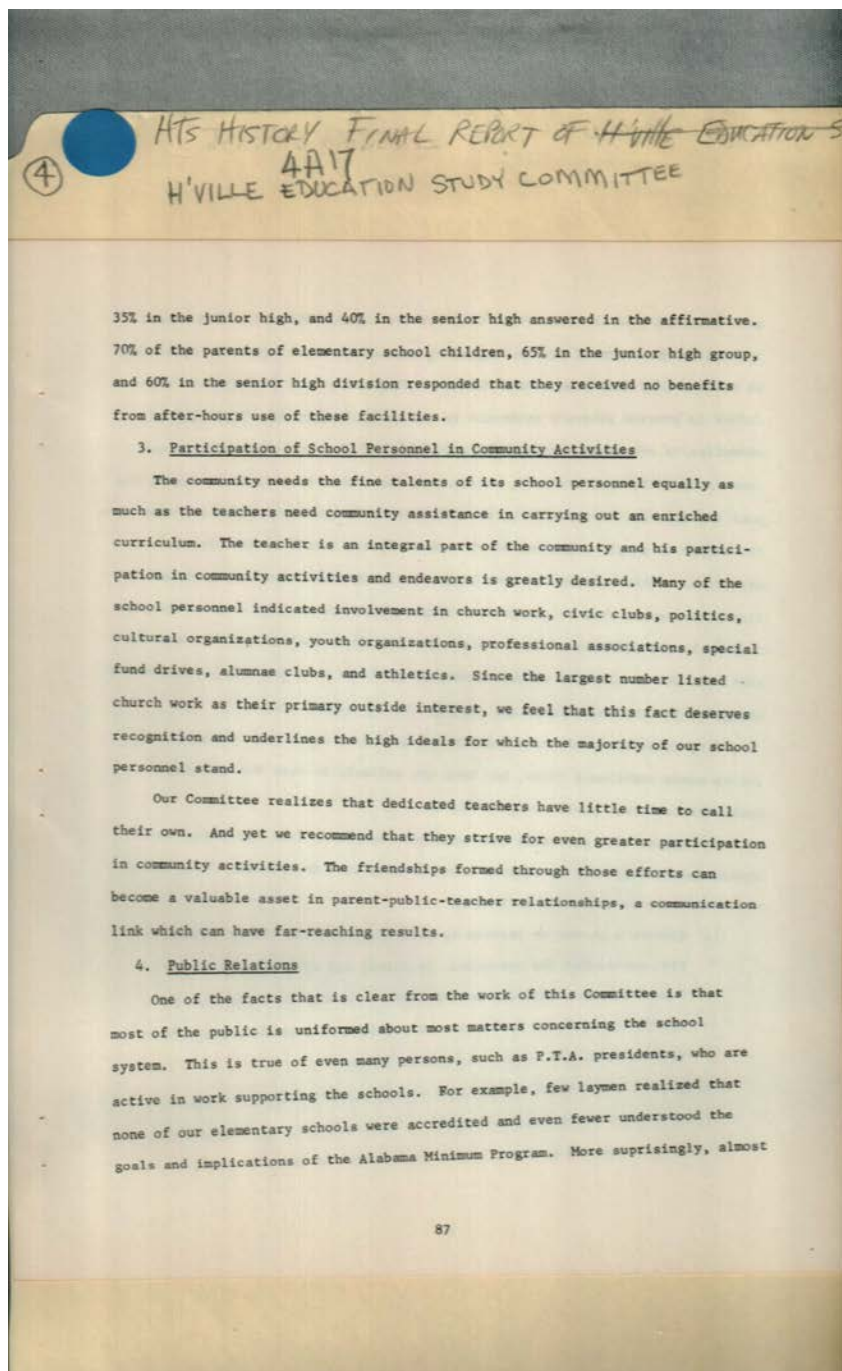 HTS HISTORY FINAL REPORT OF H'ville EDUCATION S
4A17
④
H'VILLE EDUCATION STUDY COMMITTEE
35% in the junior high, and 40% in the senior high answered in the affirmative.
70% of the parents of elementary school children, 65% in the junior high group,
and 60% in the senior high division responded that they received no benefits
from after-hours use of these facilities.
3. Participation of School Personnel in Community Activities
The community needs the fine talents of its school personnel equally as
much as the teachers need community assistance in carrying out an enriched
curriculum. The teacher is an integral part of the community and his partici-
pation in community activities and endeavors is greatly desired. Many of the
school personnel indicated involvement in church work, civic clubs, politics,
cultural organizations, youth organizations, professional associations, special
fund drives, alumnae clubs, and athletics. Since the largest number listed
church work as their primary outside interest, we feel that this fact deserves
recognition and underlines the high ideals for which the majority of our school
personnel stand.
Our Committee realizes that dedicated teachers have little time to call
their own. And yet we recommend that they strive for even greater participation
in community activities. The friendships formed through those efforts can
become a valuable asset in parent-public-teacher relationships, a communication
link which can have far-reaching results.
4. Public Relations
One of the facts that is clear from the work of this Committee is that
most of the public is uniformed about most matters concerning the school
system. This is true of even many persons, such as P.T.A. presidents, who are
active in work supporting the schools. For example, few laymen realized that
none of our elementary schools were accredited and even fewer understood the
goals and implications of the Alabama Minimum Program. More suprisingly, almost
87